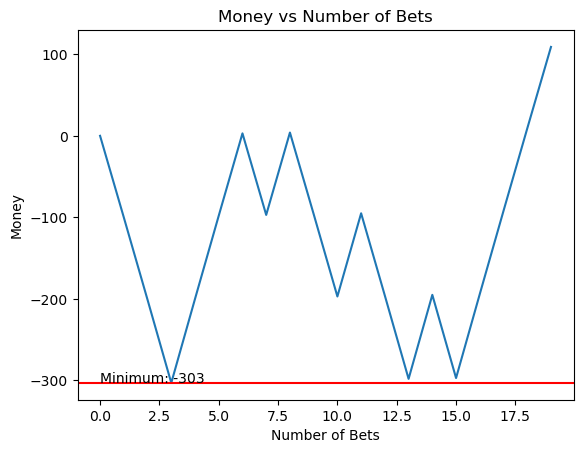 Money vs Number of Bets
100
0
−100
−200
−300
Money
Minimum: -303
0.0 2.5 5.0 7.5 10.0 12.5 15.0 17.5
Number of Bets